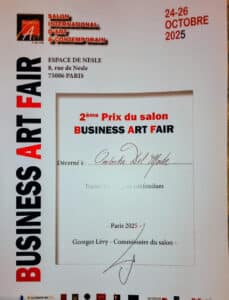 SALON
INTERNATIONAL
D'ART
CONTEMPORAIN
24-26
OCTOBRE
2025
ESPACE DE NESLE
8, rue de Nesle
75006 PARIS
BUSINESS ART FAIR
2ème Prix du salon
BUSINESS ART FAIR
Décerné à :
- Paris 2025 -
Georges Lévy - Commissaire du salon -